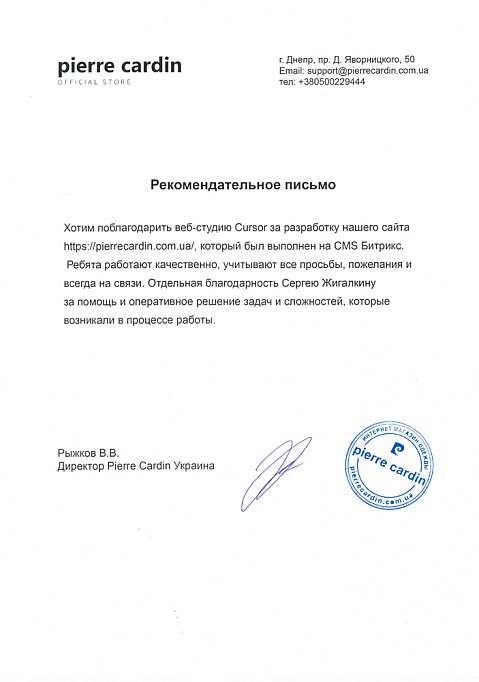 pierre cardin
OFFICIAL STORE
г. Днепр, пр. Д. Яворницкого, 50
Email: support@pierrecardin.com.ua
тел: +380500229444
Рекомендательное письмо
Хотим поблагодарить веб-студию Cursor за разработку нашего сайта
https://pierrecardin.com.ua/, который был выполнен на CMS Битрикс.
Ребята работают качественно, учитывают все просьбы, пожелания и
всегда на связи. Отдельная благодарность Сергею Жигалкину
за помощь и оперативное решение задач и сложностей, которые
возникали в процессе работы.
Рыжков В.В.
Директор Pierre Cardin Украина
ИНТЕРНЕТ МАГАЗИН ОДЕЖДЫ
pierre cardin
pierrecardin.com.ua